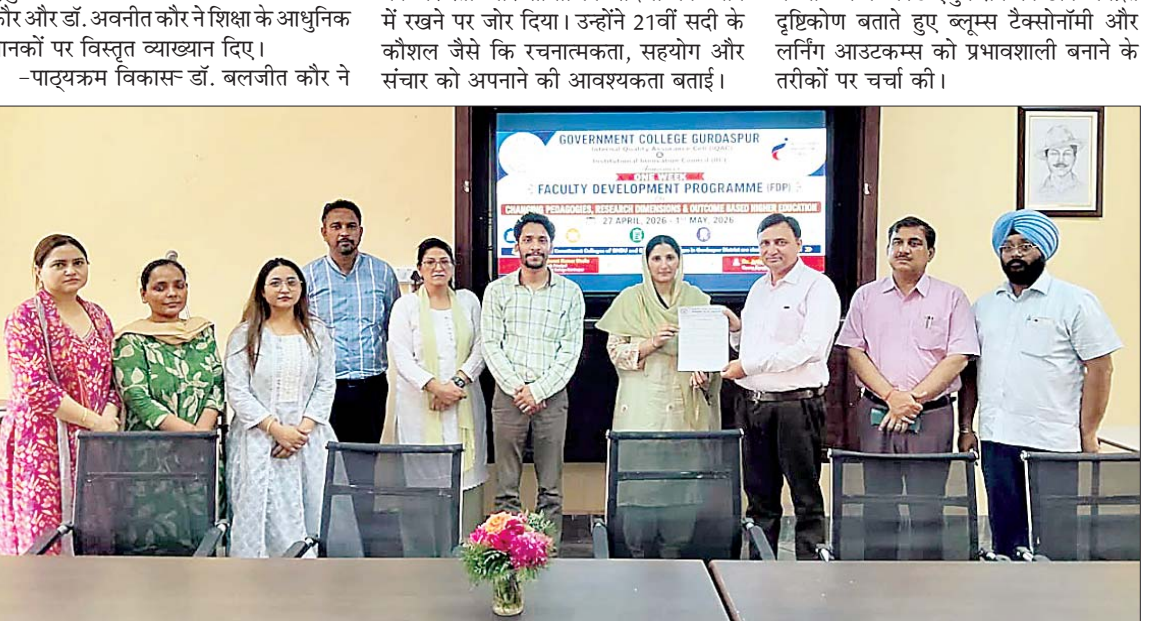 कौर और डॉ. अवनीत कौर ने शिक्षा के आधुनिक
मानकों पर विस्तृत व्याख्यान दिए।
-पाठ्यक्रम विकास- डॉ. बलजीत कौर ने
में रखने पर जोर दिया। उन्होंने 21वीं सदी के
कौशल जैसे कि रचनात्मकता, सहयोग और
संचार को अपनाने की आवश्यकता बताई।
दृष्टिकोण बताते हुए ब्लूम्स टैक्सोनॉमी और
लर्निंग आउटकम्स को प्रभावशाली बनाने के
तरीकों पर चर्चा की।
GOVERNMENT COLLEGE GURDASPUR
Internal Quality Assurance Cell (IQAC)
&
Institutional Innovation Council (IIC)
ONE WEEK
FACULTY DEVELOPMENT PROGRAMME (FDP)
CHANGING PEDAGOGIES, RESEARCH DIMENSIONS & OUTCOME BASED HIGHER EDUCATION
27 APRIL, 2026 - 1ST MAY, 2026